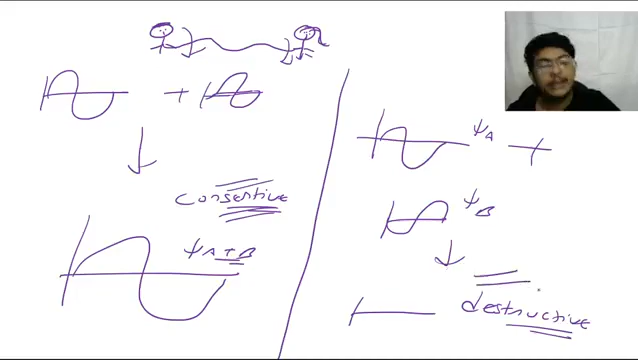 +
consertive
ψA+B
ψA +
ψB
destructive